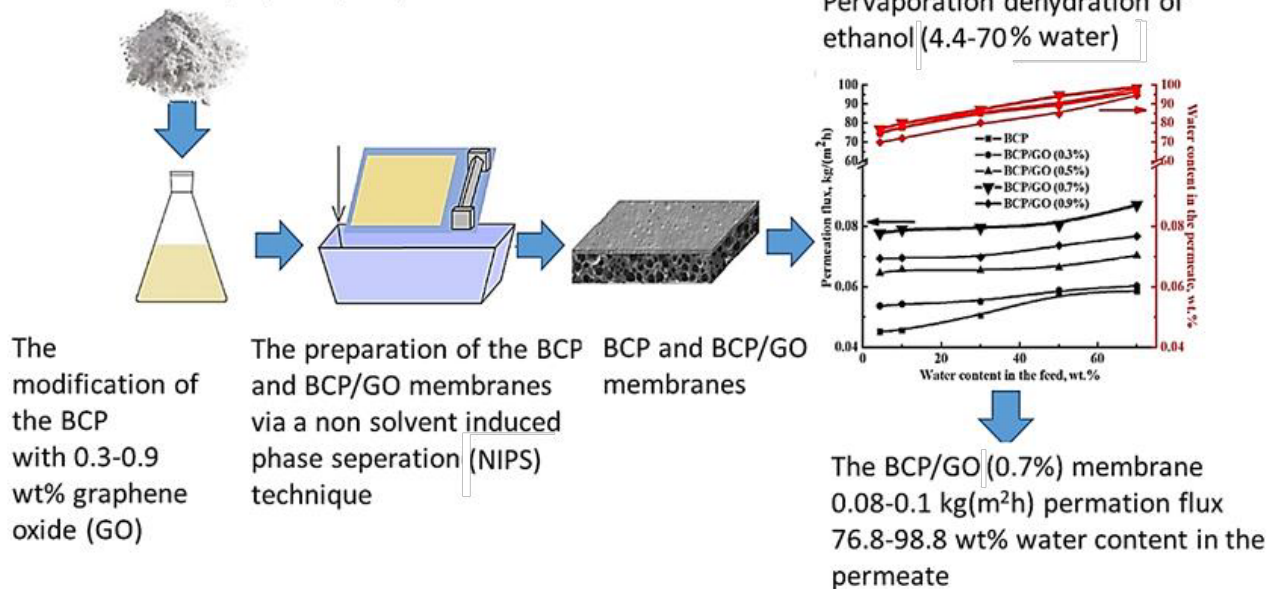 Pervaporation dehydration of
ethanol (4.4-70% water)
100
90
80
70
60
0.08
0.06
0.04
Permeation flux, kg/(m²h)
BCP
BCP/GO (0.3%)
BCP/GO (0.5%)
BCP/GO (0.7%)
BCP/GO (0.9%)
100
90
80
70
60
0.08
0.06
0.04
Water content in the permeate, wt.%
0 20 40 60
Water content in the feed, wt.%
The
modification of
the BCP
with 0.3-0.9
wt% graphene
oxide (GO)
The preparation of the BCP
and BCP/GO membranes
via a non solvent induced
phase seperation (NIPS)
technique
BCP and BCP/GO
membranes
The BCP/GO (0.7%) membrane
0.08-0.1 kg(m²h) permation flux
76.8-98.8 wt% water content in the
permeate